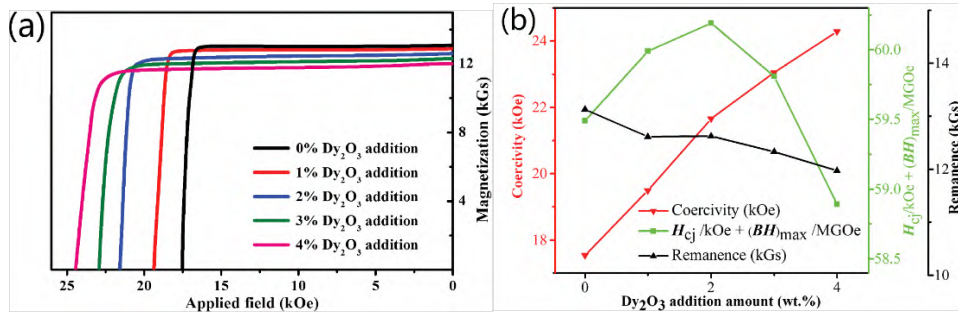 (a)
12
8
4
Magnetization (kGs)
0% Dy2O3 addition
1% Dy2O3 addition
2% Dy2O3 addition
3% Dy2O3 addition
4% Dy2O3 addition
25 20 15 10 5 0
Applied field (kOe)
(b)
24
22
20
18
Coercivity (kOe)
Coercivity (kOe)
Hcj /kOe + (BH)max /MGOe
Remanence (kGs)
0 1 2 3 4
Dy2O3 addition amount (wt.%)
60.0
59.5
59.0
58.5
Hcj/kOe + (BH)max/MGOe
14
12
10
Remanence (kGs)